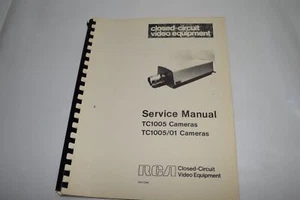 closed-circuit
video equipment
Service Manual
TC1005 Cameras
TC1005/01 Cameras
RCA Closed-Circuit
Video Equipment